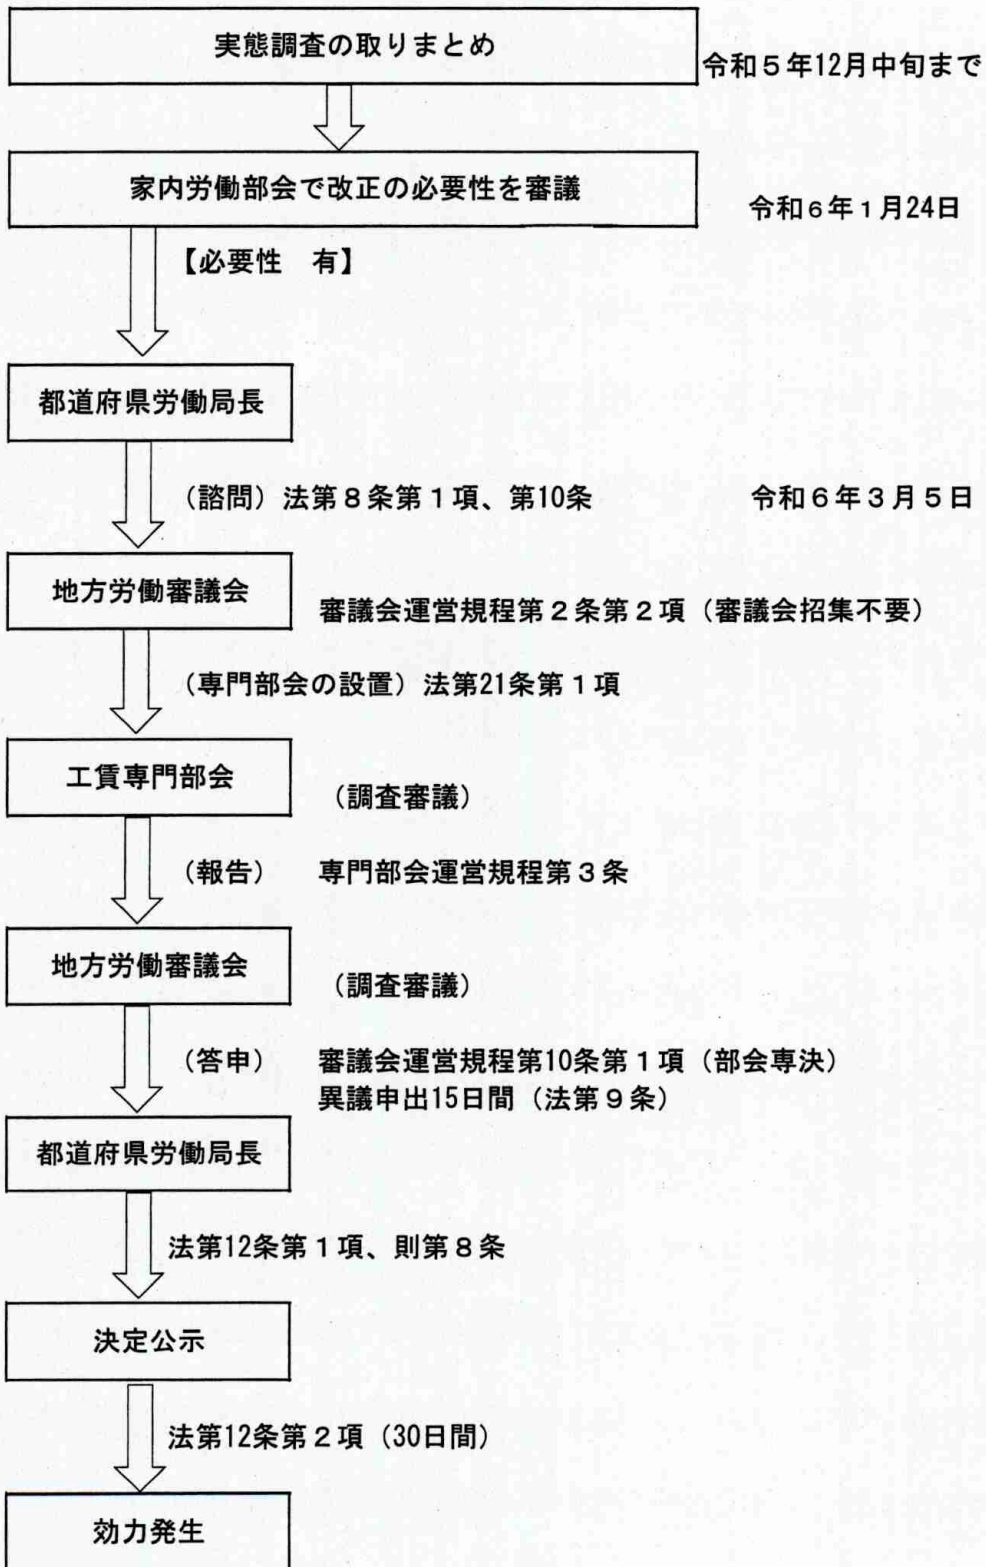 実態調査の取りまとめ
令和５年12月中旬まで
家内労働部会で改正の必要性を審議
令和６年１月24日
【必要性　有】
都道府県労働局長
（諮問）法第８条第１項、第10条
令和６年３月５日
地方労働審議会
審議会運営規程第２条第２項（審議会招集不要）
（専門部会の設置）法第21条第１項
工賃専門部会
（調査審議）
（報告）　専門部会運営規程第３条
地方労働審議会
（調査審議）
（答申）　審議会運営規程第10条第１項（部会専決）
異議申出15日間（法第９条）
都道府県労働局長
法第12条第１項、則第８条
決定公示
法第12条第２項（30日間）
効力発生